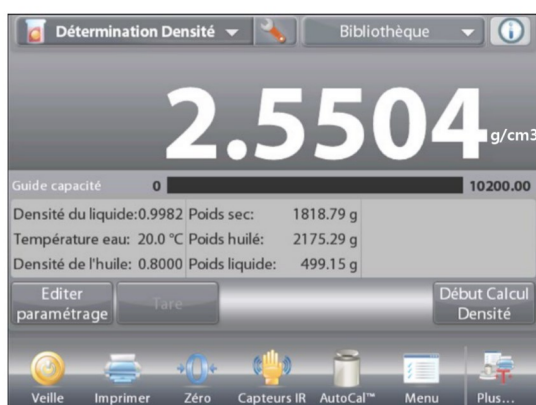 Détermination Densité
Bibliothèque
2.5504 g/cm3
Guide capacité 0 10200.00
Densité du liquide:0.9982 Poids sec: 1818.79 g
Température eau: 20.0 °C Poids huilé: 2175.29 g
Densité de l'huile: 0.8000 Poids liquide: 499.15 g
Editer paramétrage
Tare
Début Calcul Densité
Veille Imprimer Zéro Capteurs IR AutoCal™ Menu Plus...